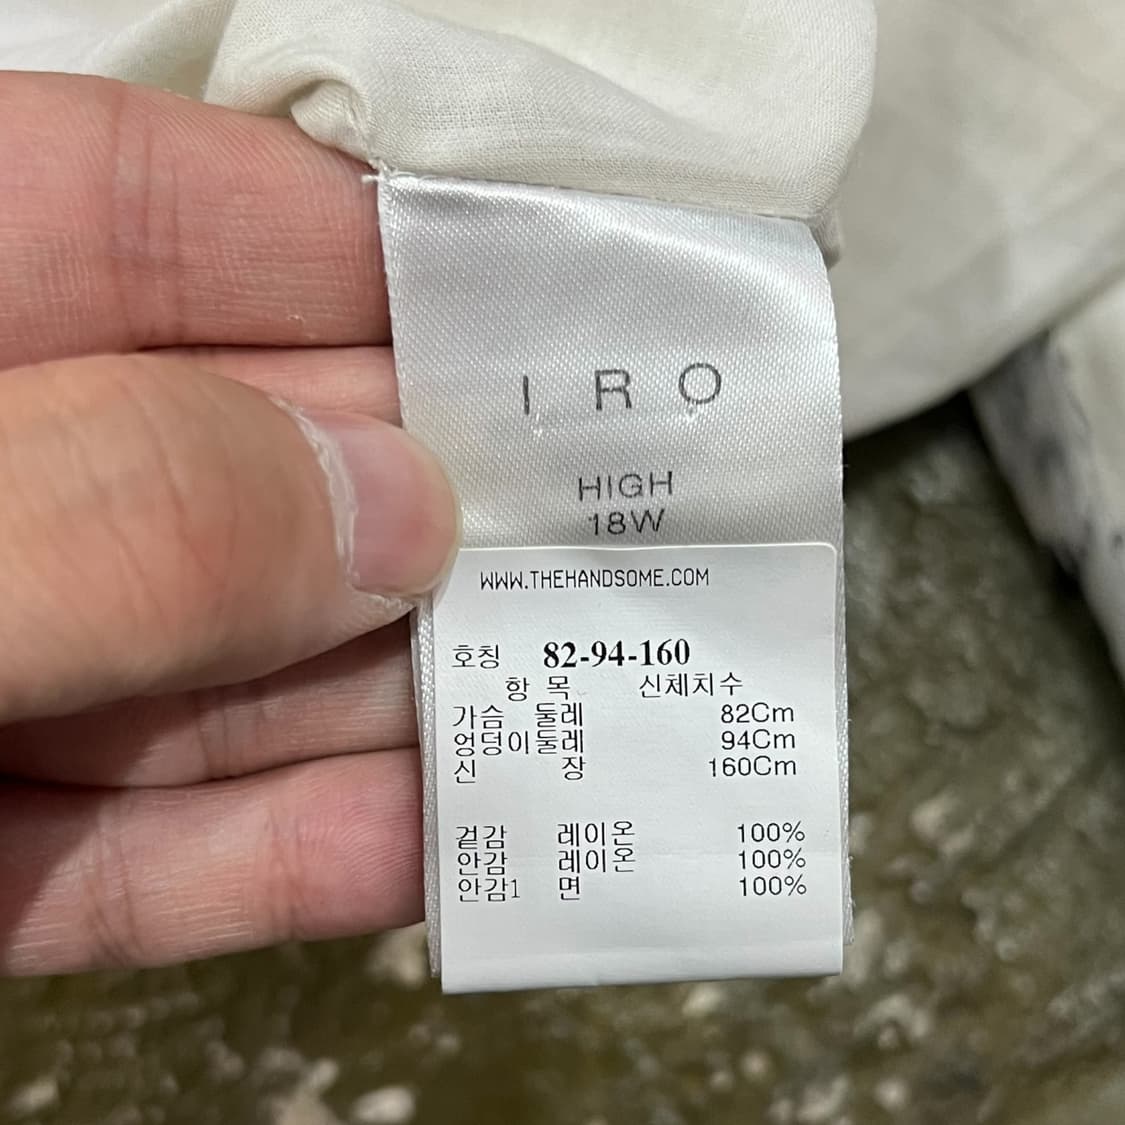 IRO
HIGH
18W
WWW.THEHANDSOME.COM
호칭 82-94-160
항 목 신체치수
가슴 둘레 82Cm
엉덩이둘레 94Cm
신 장 160Cm
겉감 레이온 100%
안감 레이온 100%
안감1 면 100%